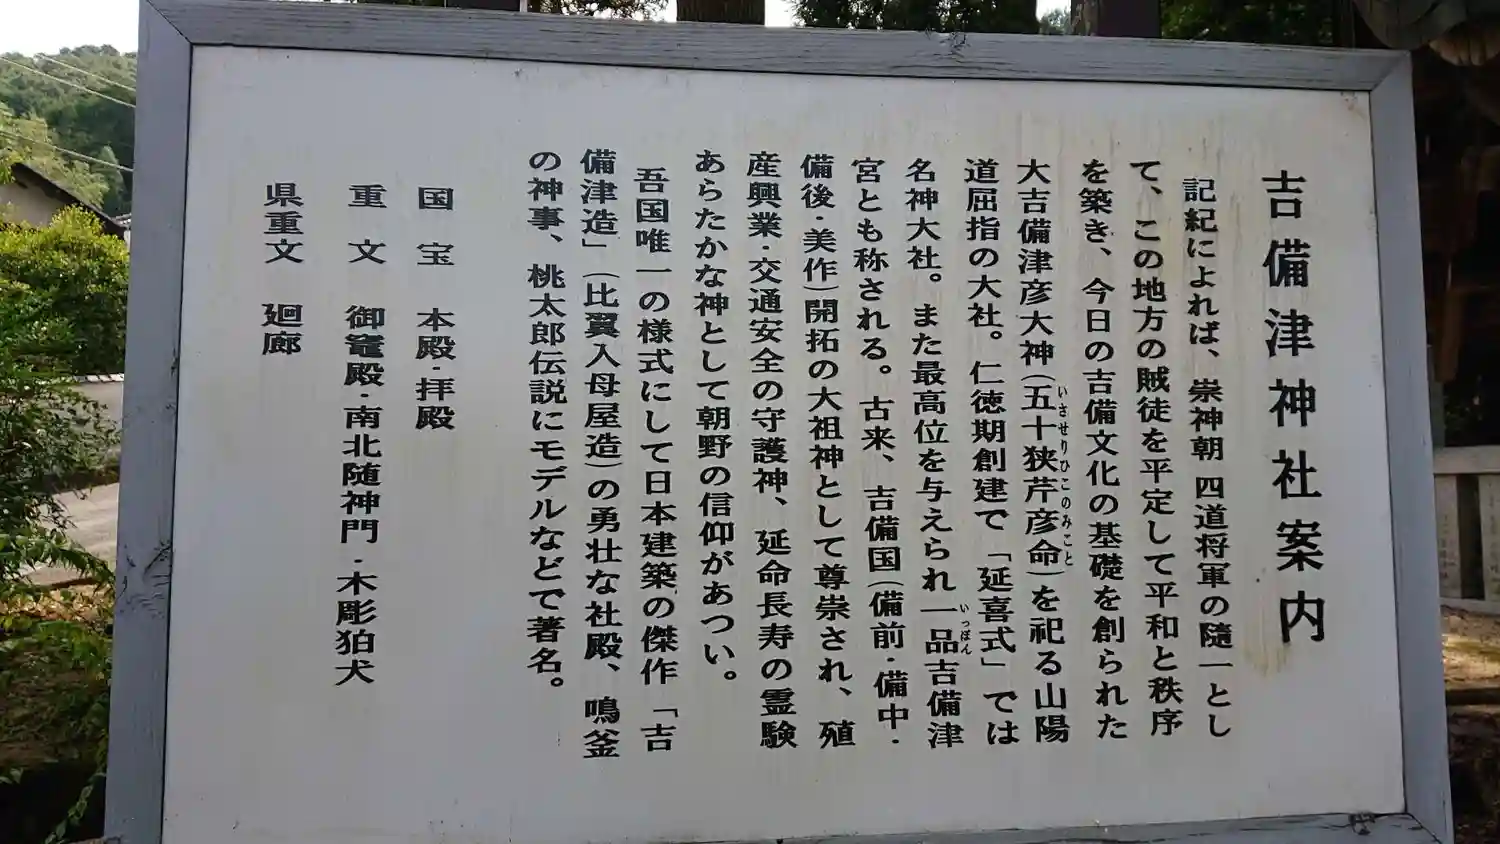 吉備津神社案内
記紀によれば、崇神朝 四道将軍の随一とし
て、この地方の賊徒を平定して平和と秩序
を築き、今日の吉備文化の基礎を創られた
大吉備津彦大神(五十狭芹彦命)を祀る山陽
いさせりひこのみこと
道屈指の大社。仁徳期創建で「延喜式」では
名神大社。また最高位を与えられ一品吉備津
いっぽん
宮とも称される。古来、吉備国(備前・備中・
備後・美作)開拓の大祖神として尊崇され、殖
産興業・交通安全の守護神、延命長寿の霊験
あらたかな神として朝野の信仰があつい。
吾国唯一の様式にして日本建築の傑作「吉
備津造」(比翼入母屋造)の勇壮な社殿、鳴釜
の神事、桃太郎伝説にモデルなどで著名。
国宝 本殿・拝殿
重文 御竈殿・南北随神門・木彫狛犬
県重文 廻廊